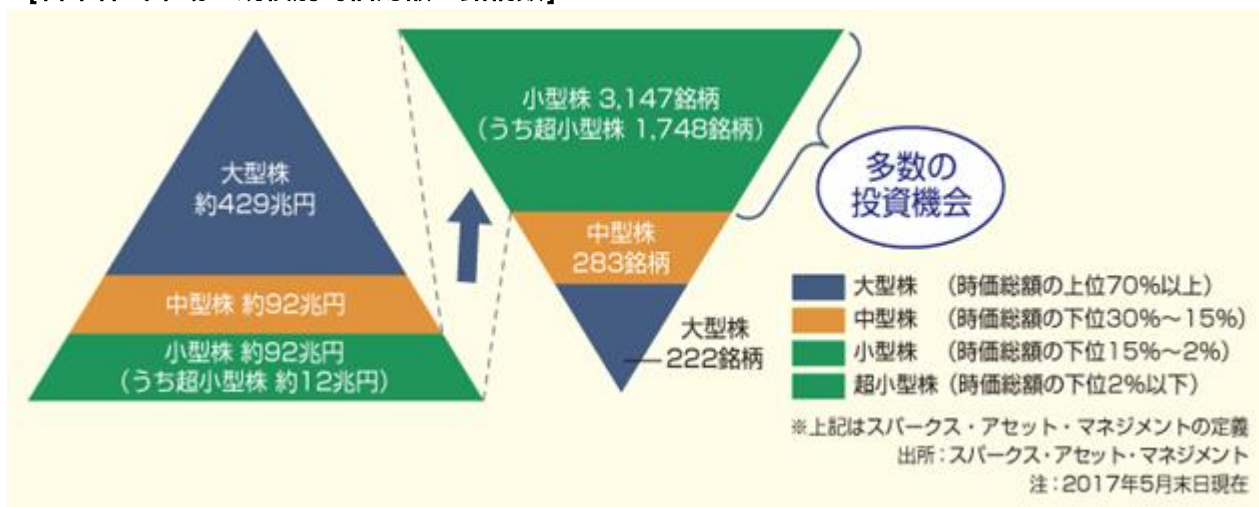 大型株
約429兆円
中型株 約92兆円
小型株 約92兆円
(うち超小型株 約12兆円)
小型株 3,147銘柄
(うち超小型株 1,748銘柄)
中型株
283銘柄
大型株
222銘柄
多数の
投資機会
大型株 (時価総額の上位70%以上)
中型株 (時価総額の下位30%～15%)
小型株 (時価総額の下位15%～2%)
超小型株 (時価総額の下位2%以下)
※上記はスパークス・アセット・マネジメントの定義
出所:スパークス・アセット・マネジメント
注:2017年5月末日現在